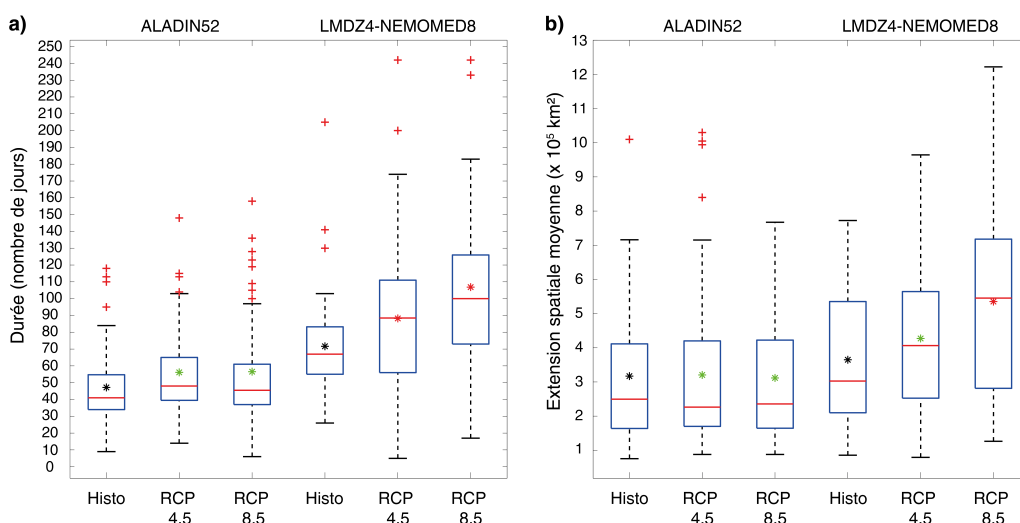 a)
ALADIN52
LMDZ4-NEMOMED8
Durée (nombre de jours)
250
240
230
220
210
200
190
180
170
160
150
140
130
120
110
100
90
80
70
60
50
40
30
20
10
0
Histo
RCP
4.5
RCP
8.5
Histo
RCP
4.5
RCP
8.5
b)
ALADIN52
LMDZ4-NEMOMED8
Extension spatiale moyenne (x 10⁵ km²)
13
12
11
10
9
8
7
6
5
4
3
2
1
Histo
RCP
4.5
RCP
8.5
Histo
RCP
4.5
RCP
8.5